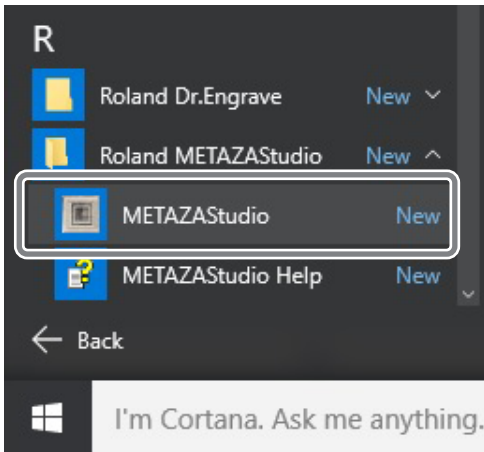 R
Roland Dr.Engrave New
Roland METAZAStudio New
METAZAStudio New
METAZAStudio Help New
Back
I'm Cortana. Ask me anything.